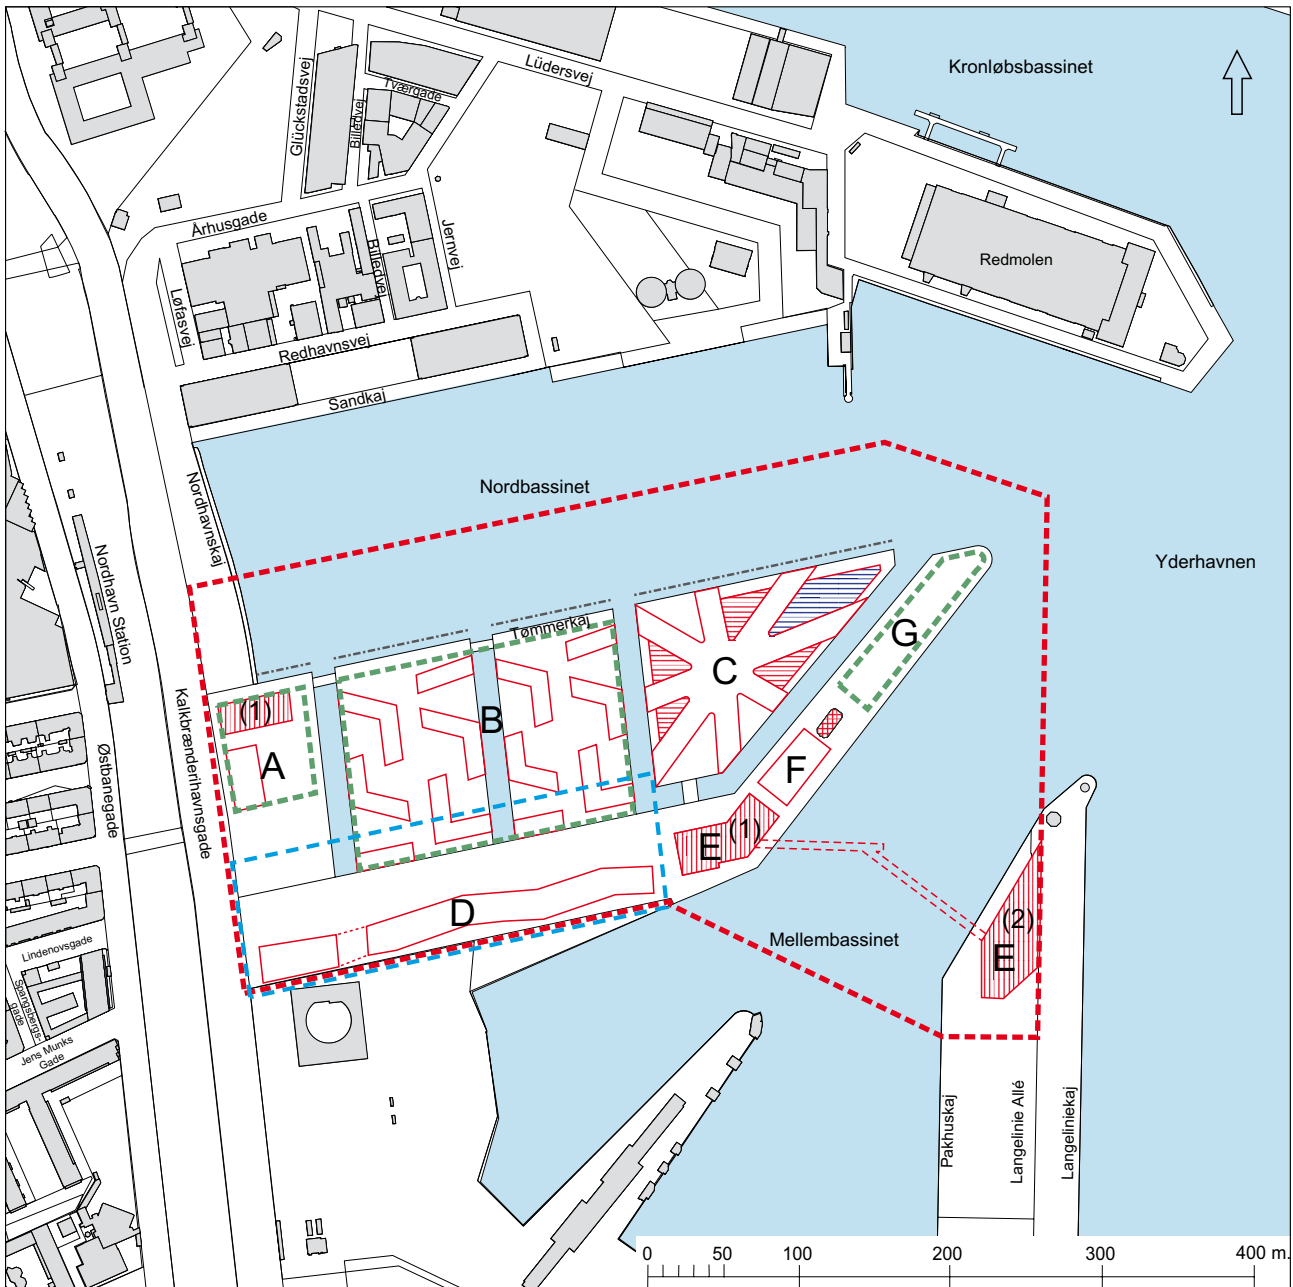 Lüdersvej
Kronløbsbassinet
Glückstadsvej
Tværgade
Billedvej
Århusgade
Jernvej
Billedvej
Redmolen
Løfasvej
Redhavnsvej
Sandkaj
Nordhavnskaj
Nordbassinet
Yderhavnen
Nordhavn Station
Tømmerkaj
Kalkbrænderihavnsgade
Østbanegade
(1)
A
B
C
G
F
E
(1)
D
(2)
E
Mellembassinet
Lindenovsgade
Spangsbergs-
gade
Jens Munks
Gade
Pakhuskaj
Langelinie Allé
Langeliniekaj
0 50 100 200 300 400 m.